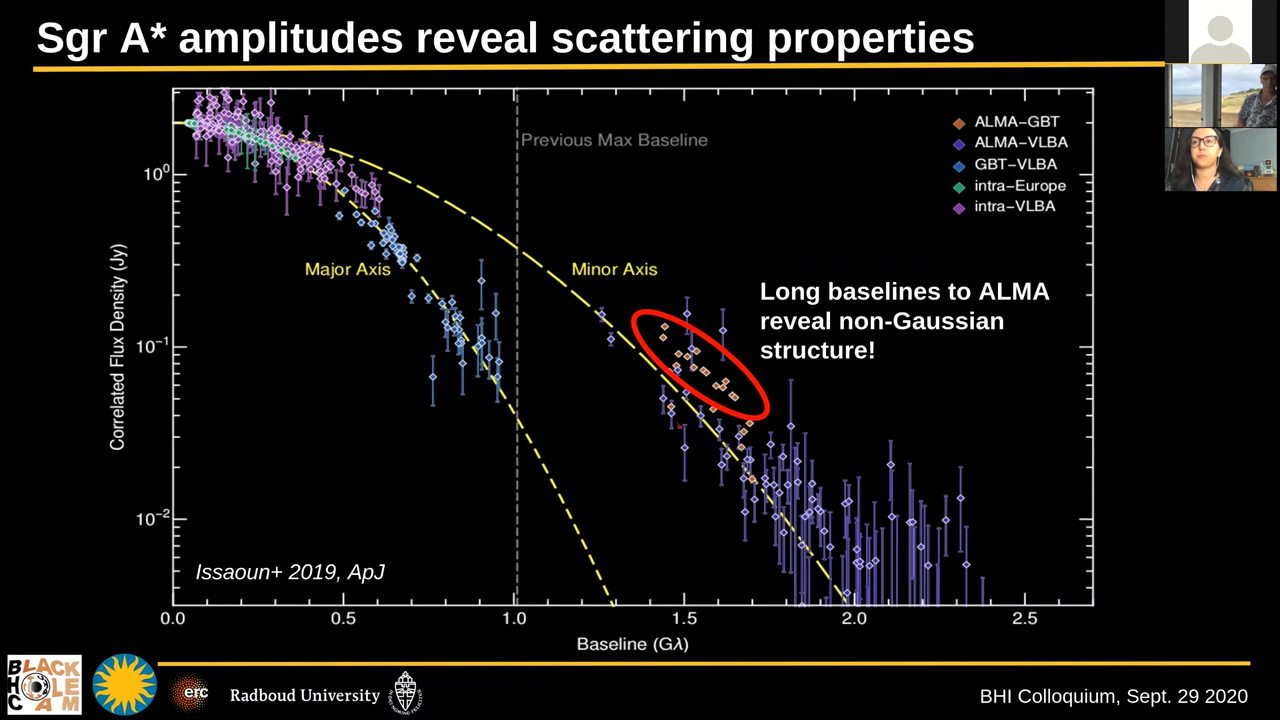 Sgr A* amplitudes reveal scattering properties
ALMA−GBT
ALMA−VLBA
GBT−VLBA
intra−Europe
intra−VLBA
Previous Max Baseline
Major Axis
Minor Axis
Long baselines to ALMA
reveal non-Gaussian
structure!
Correlated Flux Density (Jy)
10⁰
10⁻¹
10⁻²
Issaoun+ 2019, ApJ
0.0 0.5 1.0 1.5 2.0 2.5
Baseline (Gλ)
BLACK
HOLE
CAM
erc
Radboud University
BHI Colloquium, Sept. 29 2020